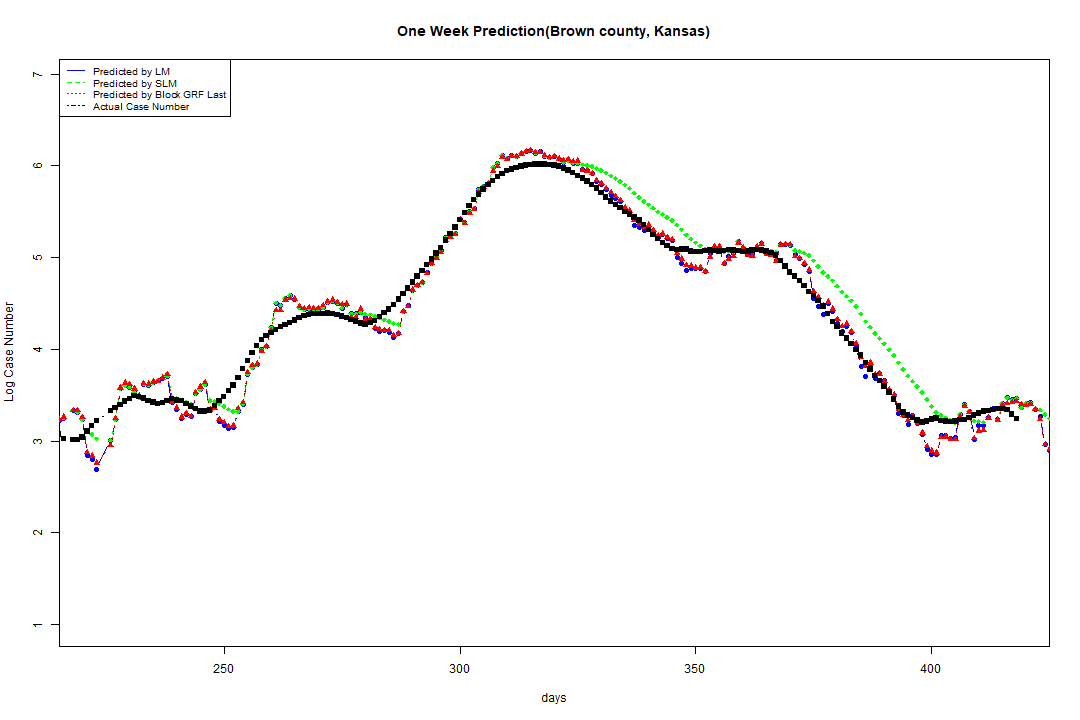 One Week Prediction(Brown county, Kansas)
Predicted by LM
Predicted by SLM
Predicted by Block GRF Last
Actual Case Number
7
6
5
4
3
2
1
Log Case Number
250
300
350
400
days